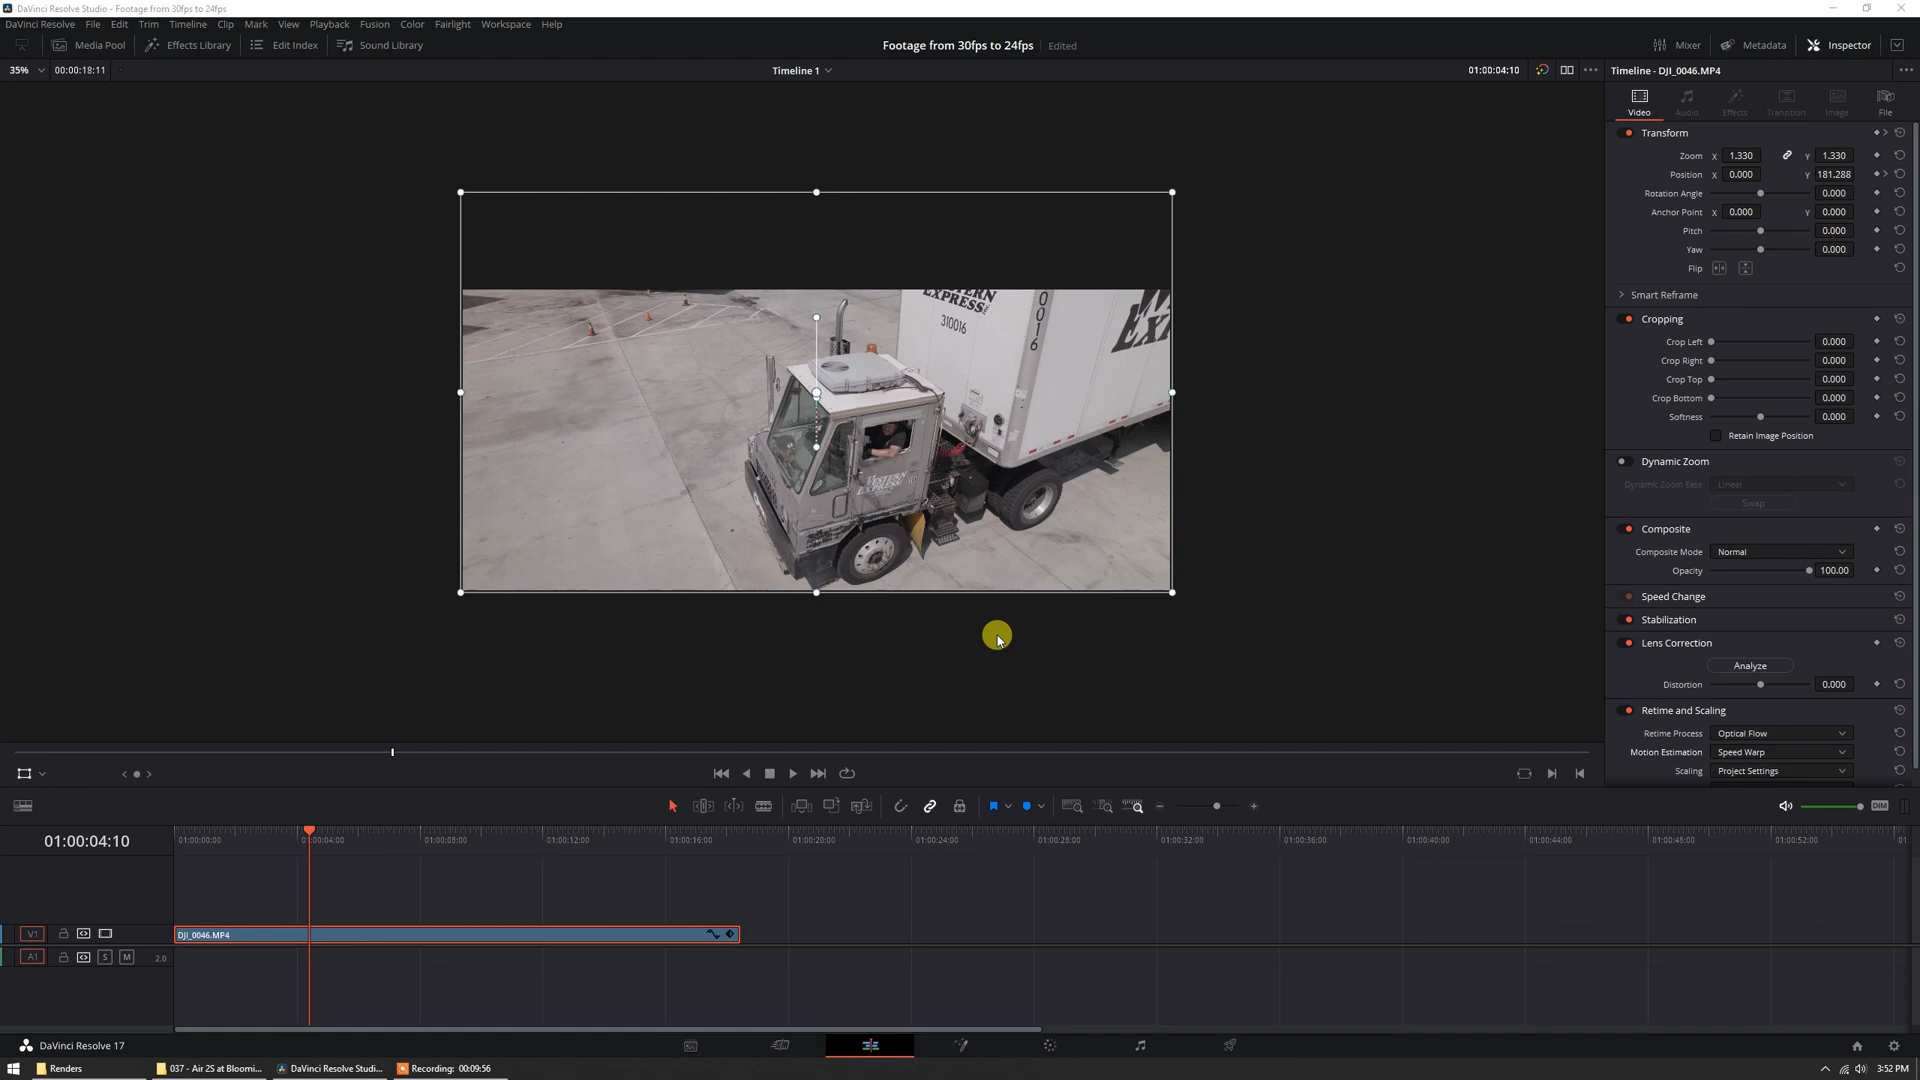 DaVinci Resolve Studio - Footage from 30fps to 24fps
DaVinci Resolve File Edit Trim Timeline Clip Mark View Playback Fusion Color Fairlight Workspace Help
Media Pool Effects Library Edit Index Sound Library Footage from 30fps to 24fps Edited Mixer Metadata Inspector
35% 00:00:18:11 Timeline 1 01:00:04:10 Timeline - DJI_0046.MP4
Video Audio Effects Transition Image File
Transform
Zoom X 1.330 Y 1.330
Position X 0.000 Y 181.288
Rotation Angle 0.000
Anchor Point X 0.000 Y 0.000
Pitch 0.000
Yaw 0.000
Flip
Smart Reframe
Cropping
Crop Left 0.000
Crop Right 0.000
Crop Top 0.000
Crop Bottom 0.000
Softness 0.000
Retain Image Position
Dynamic Zoom
Dynamic Zoom Ease Linear
Swap
Composite
Composite Mode Normal
Opacity 100.00
Speed Change
Stabilization
Lens Correction
Analyze
Distortion 0.000
Retime and Scaling
Retime Process Optical Flow
Motion Estimation Speed Warp
Scaling Project Settings
WESTERN
EXPRESS INC.
310016
0016
WESTERN
EXPRESS
DIM
01:00:04:10
01:00:00:00 01:00:04:00 01:00:08:00 01:00:12:00 01:00:16:00 01:00:20:00 01:00:24:00 01:00:28:00 01:00:32:00 01:00:36:00 01:00:40:00 01:00:44:00 01:00:48:00 01:00:52:00 01:
V1 DJI_0046.MP4
A1 S M 2.0
DaVinci Resolve 17
Renders 037 - Air 2S at Bloomi... DaVinci Resolve Studi... Recording: 00:09:56 3:52 PM